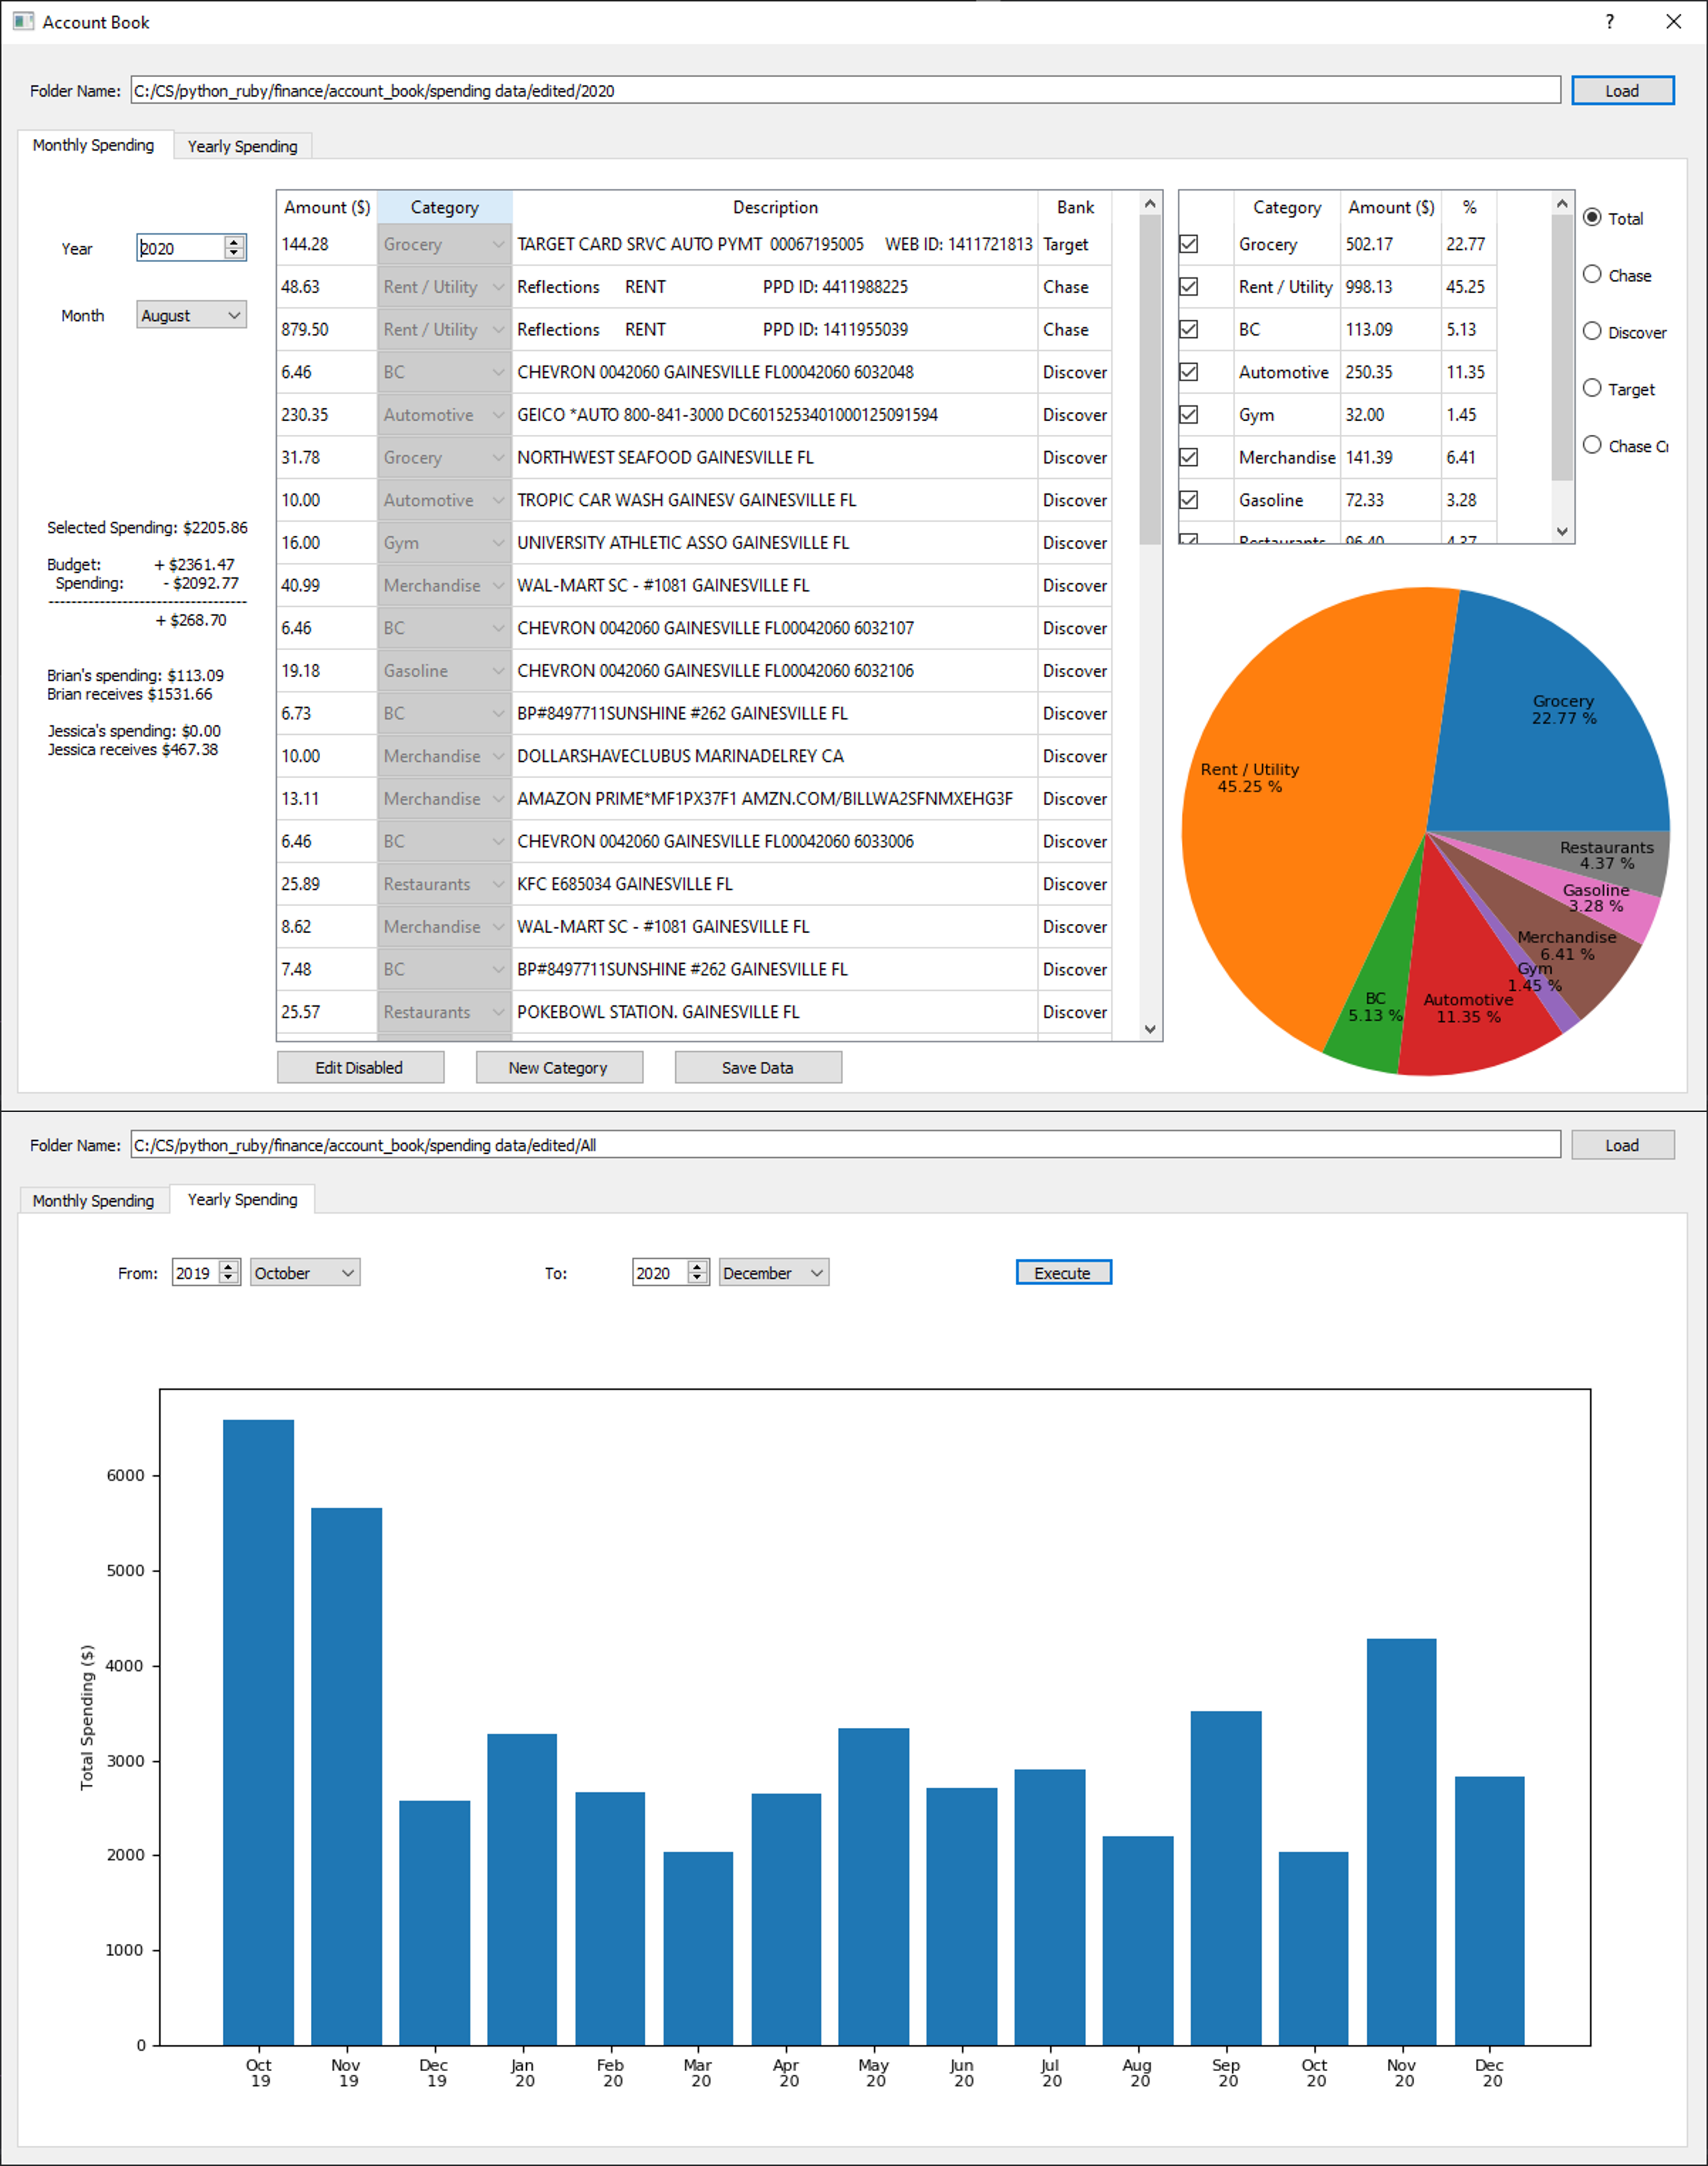 Account Book
?
Folder Name: C:/CS/python_ruby/finance/account_book/spending data/edited/2020 Load
Monthly Spending Yearly Spending
Year 2020
Month August
Selected Spending: $2205.86
Budget: + $2361.47
Spending: - $2092.77
-----------------------------------
+ $268.70
Brian's spending: $113.09
Brian receives $1531.66
Jessica's spending: $0.00
Jessica receives $467.38
Amount ($) Category Description Bank
144.28 Grocery TARGET CARD SRVC AUTO PYMT 00067195005 WEB ID: 1411721813 Target
48.63 Rent / Utility Reflections RENT PPD ID: 4411988225 Chase
879.50 Rent / Utility Reflections RENT PPD ID: 1411955039 Chase
6.46 BC CHEVRON 0042060 GAINESVILLE FL00042060 6032048 Discover
230.35 Automotive GEICO *AUTO 800-841-3000 DC6015253401000125091594 Discover
31.78 Grocery NORTHWEST SEAFOOD GAINESVILLE FL Discover
10.00 Automotive TROPIC CAR WASH GAINESV GAINESVILLE FL Discover
16.00 Gym UNIVERSITY ATHLETIC ASSO GAINESVILLE FL Discover
40.99 Merchandise WAL-MART SC - #1081 GAINESVILLE FL Discover
6.46 BC CHEVRON 0042060 GAINESVILLE FL00042060 6032107 Discover
19.18 Gasoline CHEVRON 0042060 GAINESVILLE FL00042060 6032106 Discover
6.73 BC BP#8497711SUNSHINE #262 GAINESVILLE FL Discover
10.00 Merchandise DOLLARSHAVECLUBUS MARINADELREY CA Discover
13.11 Merchandise AMAZON PRIME*MF1PX37F1 AMZN.COM/BILLWA2SFNMXEHG3F Discover
6.46 BC CHEVRON 0042060 GAINESVILLE FL00042060 6033006 Discover
25.89 Restaurants KFC E685034 GAINESVILLE FL Discover
8.62 Merchandise WAL-MART SC - #1081 GAINESVILLE FL Discover
7.48 BC BP#8497711SUNSHINE #262 GAINESVILLE FL Discover
25.57 Restaurants POKEBOWL STATION. GAINESVILLE FL Discover
Edit Disabled New Category Save Data
Category Amount ($) %
Grocery 502.17 22.77
Rent / Utility 998.13 45.25
BC 113.09 5.13
Automotive 250.35 11.35
Gym 32.00 1.45
Merchandise 141.39 6.41
Gasoline 72.33 3.28
Restaurants 96.40 4.37
Total
Chase
Discover
Target
Chase Cr
Grocery
22.77 %
Rent / Utility
45.25 %
Restaurants
4.37 %
Gasoline
3.28 %
Merchandise
6.41 %
Gym
1.45 %
BC
5.13 %
Automotive
11.35 %
Folder Name: C:/CS/python_ruby/finance/account_book/spending data/edited/All Load
Monthly Spending Yearly Spending
From: 2019 October To: 2020 December Execute
Total Spending ($)
6000
5000
4000
3000
2000
1000
0
Oct Nov Dec Jan Feb Mar Apr May Jun Jul Aug Sep Oct Nov Dec
19 19 19 20 20 20 20 20 20 20 20 20 20 20 20